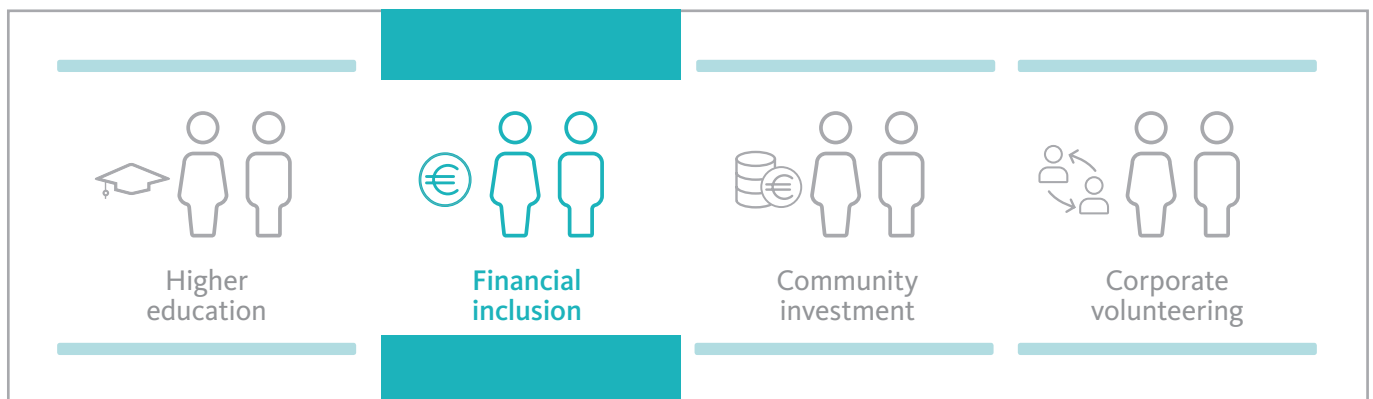 Higher
education
Financial
inclusion
Community
investment
Corporate
volunteering